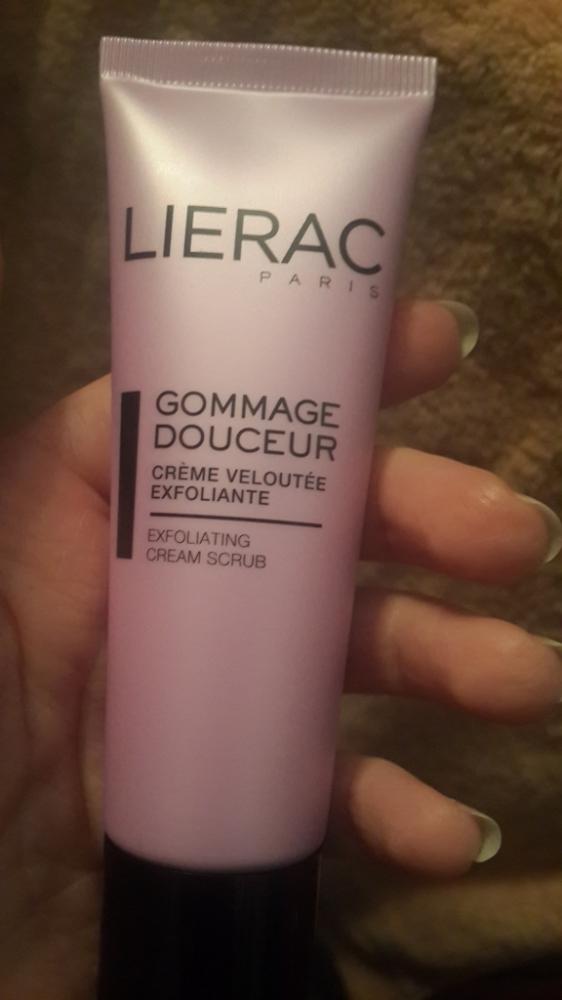 LIERAC
PARIS
GOMMAGE
DOUCEUR
CRÈME VELOUTÉE
EXFOLIANTE
EXFOLIATING
CREAM SCRUB